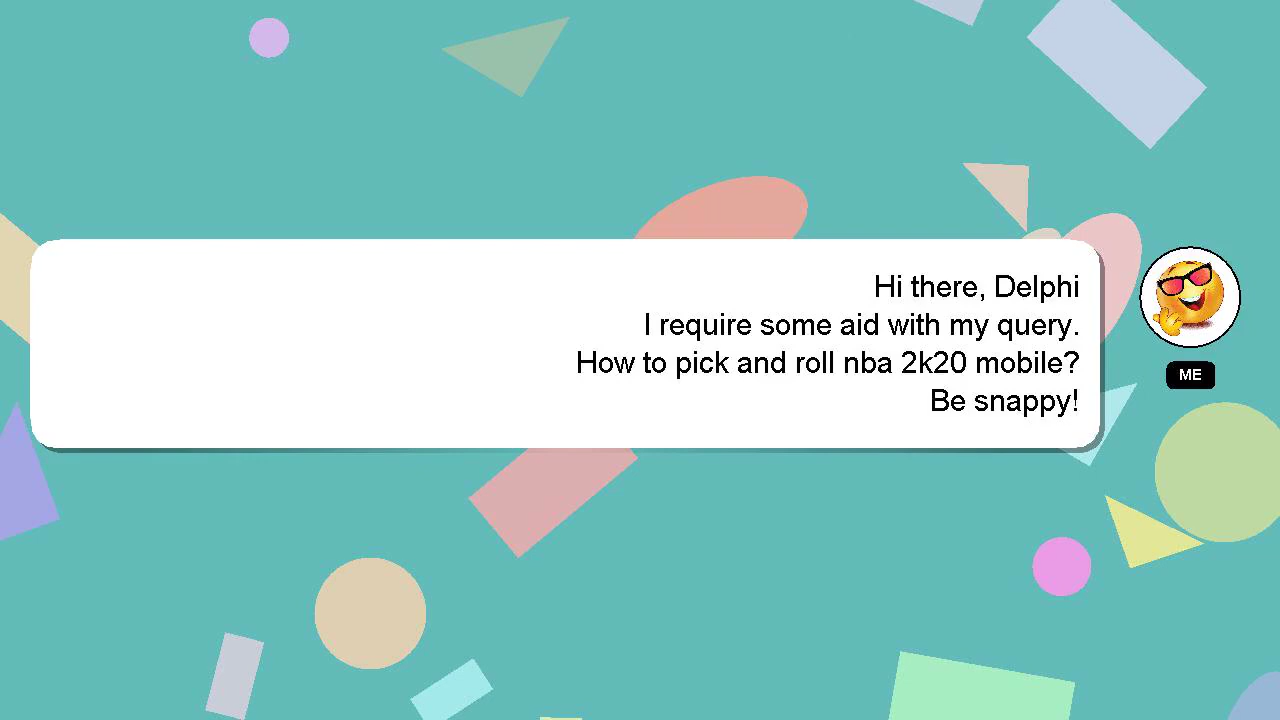 Hi there, Delphi
I require some aid with my query.
How to pick and roll nba 2k20 mobile?
Be snappy!
ME